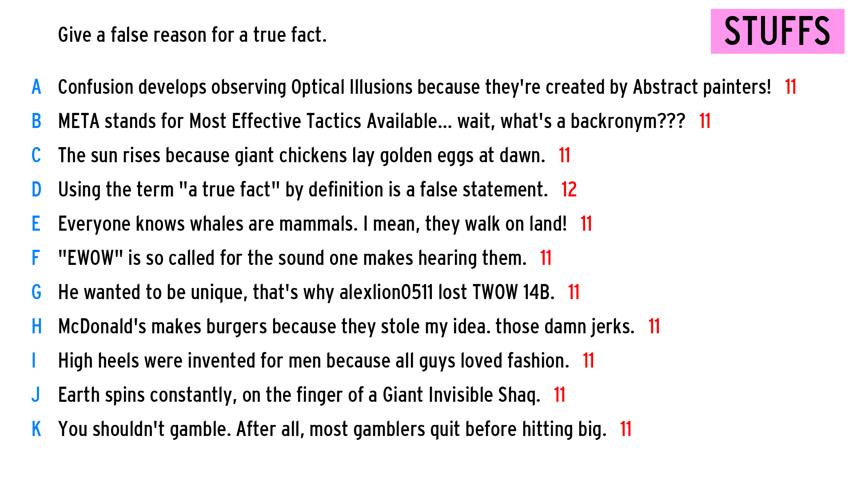 Give a false reason for a true fact.
STUFFS
A Confusion develops observing Optical Illusions because they're created by Abstract painters! 11
B META stands for Most Effective Tactics Available... wait, what's a backronym??? 11
C The sun rises because giant chickens lay golden eggs at dawn. 11
D Using the term "a true fact" by definition is a false statement. 12
E Everyone knows whales are mammals. I mean, they walk on land! 11
F "EWOW" is so called for the sound one makes hearing them. 11
G He wanted to be unique, that's why alexlion0511 lost TWOW 14B. 11
H McDonald's makes burgers because they stole my idea. those damn jerks. 11
I High heels were invented for men because all guys loved fashion. 11
J Earth spins constantly, on the finger of a Giant Invisible Shaq. 11
K You shouldn't gamble. After all, most gamblers quit before hitting big. 11